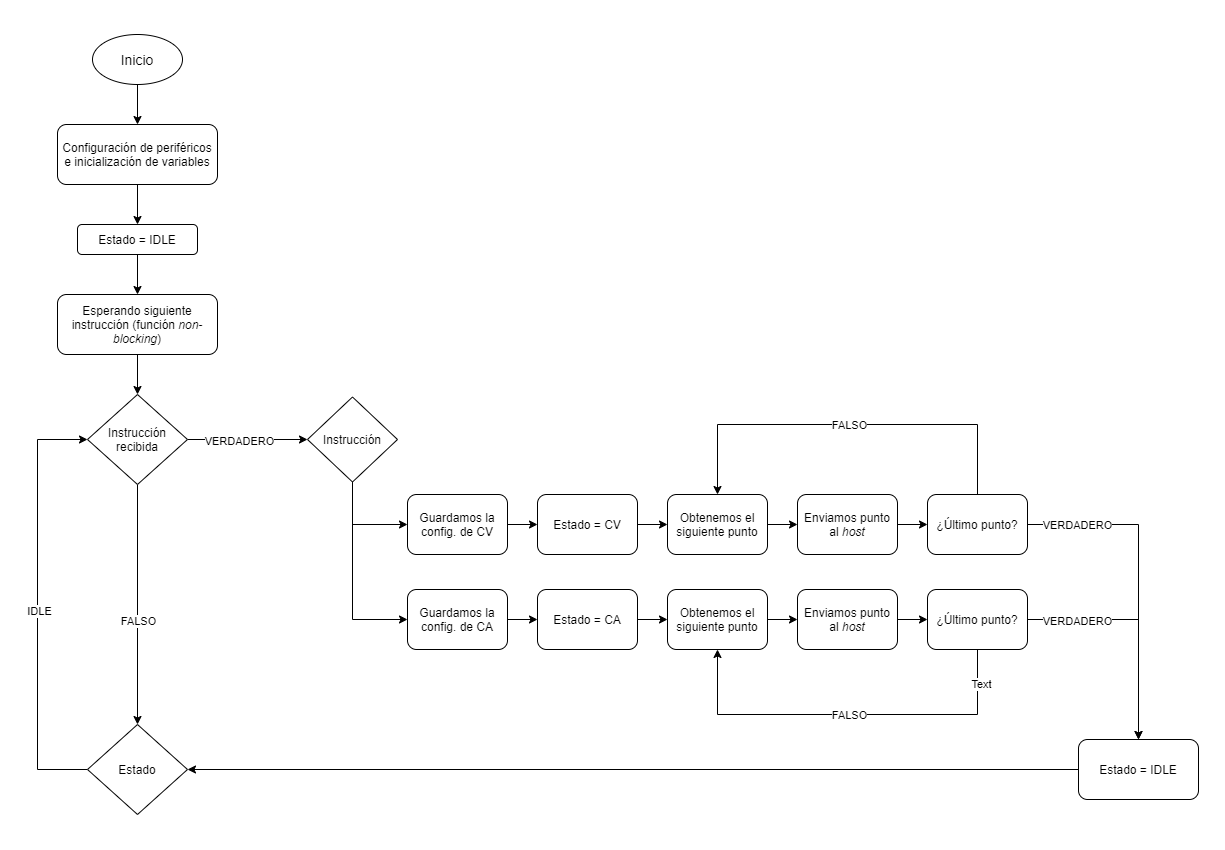 Inicio
Configuración de periféricos
e inicialización de variables
Estado = IDLE
Esperando siguiente
instrucción (función non-
blocking)
Instrucción
recibida
VERDADERO
Instrucción
FALSO
Guardamos la
config. de CV
Estado = CV
Obtenemos el
siguiente punto
Enviamos punto
al host
¿Último punto?
VERDADERO
Guardamos la
config. de CA
Estado = CA
Obtenemos el
siguiente punto
Enviamos punto
al host
¿Último punto?
VERDADERO
IDLE
FALSO
Text
FALSO
Estado
Estado = IDLE